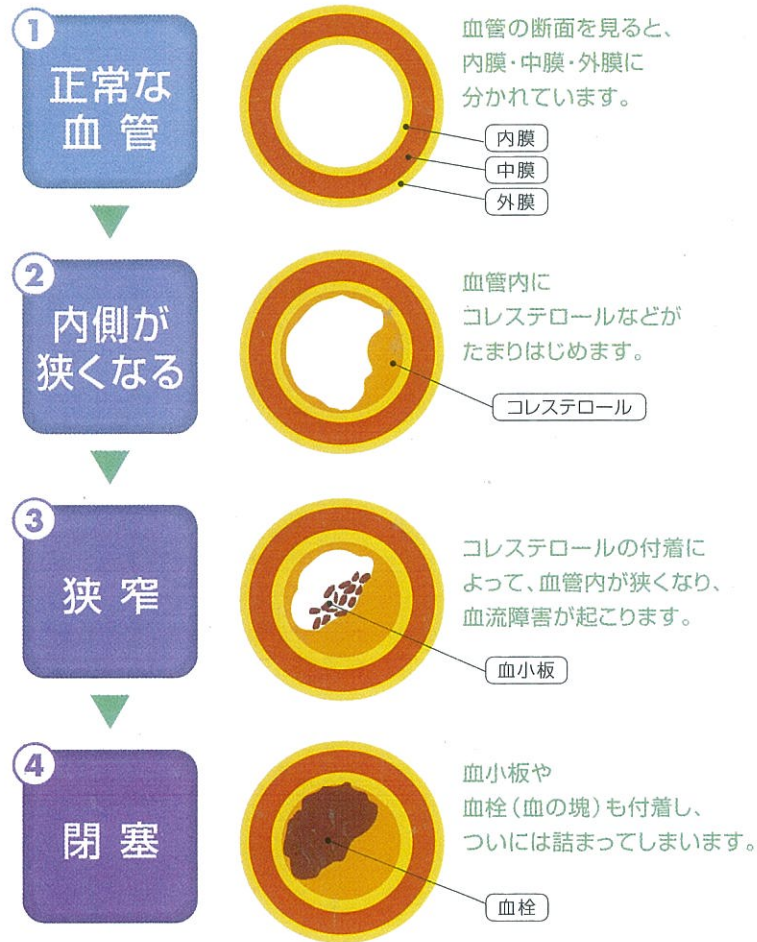 ①
正常な
血管
血管の断面を見ると、
内膜・中膜・外膜に
分かれています。
内膜
中膜
外膜
②
内側が
狭くなる
血管内に
コレステロールなどが
たまりはじめます。
コレステロール
③
狭窄
コレステロールの付着に
よって、血管内が狭くなり、
血流障害が起こります。
血小板
④
閉塞
血小板や
血栓(血の塊)も付着し、
ついには詰まってしまいます。
血栓